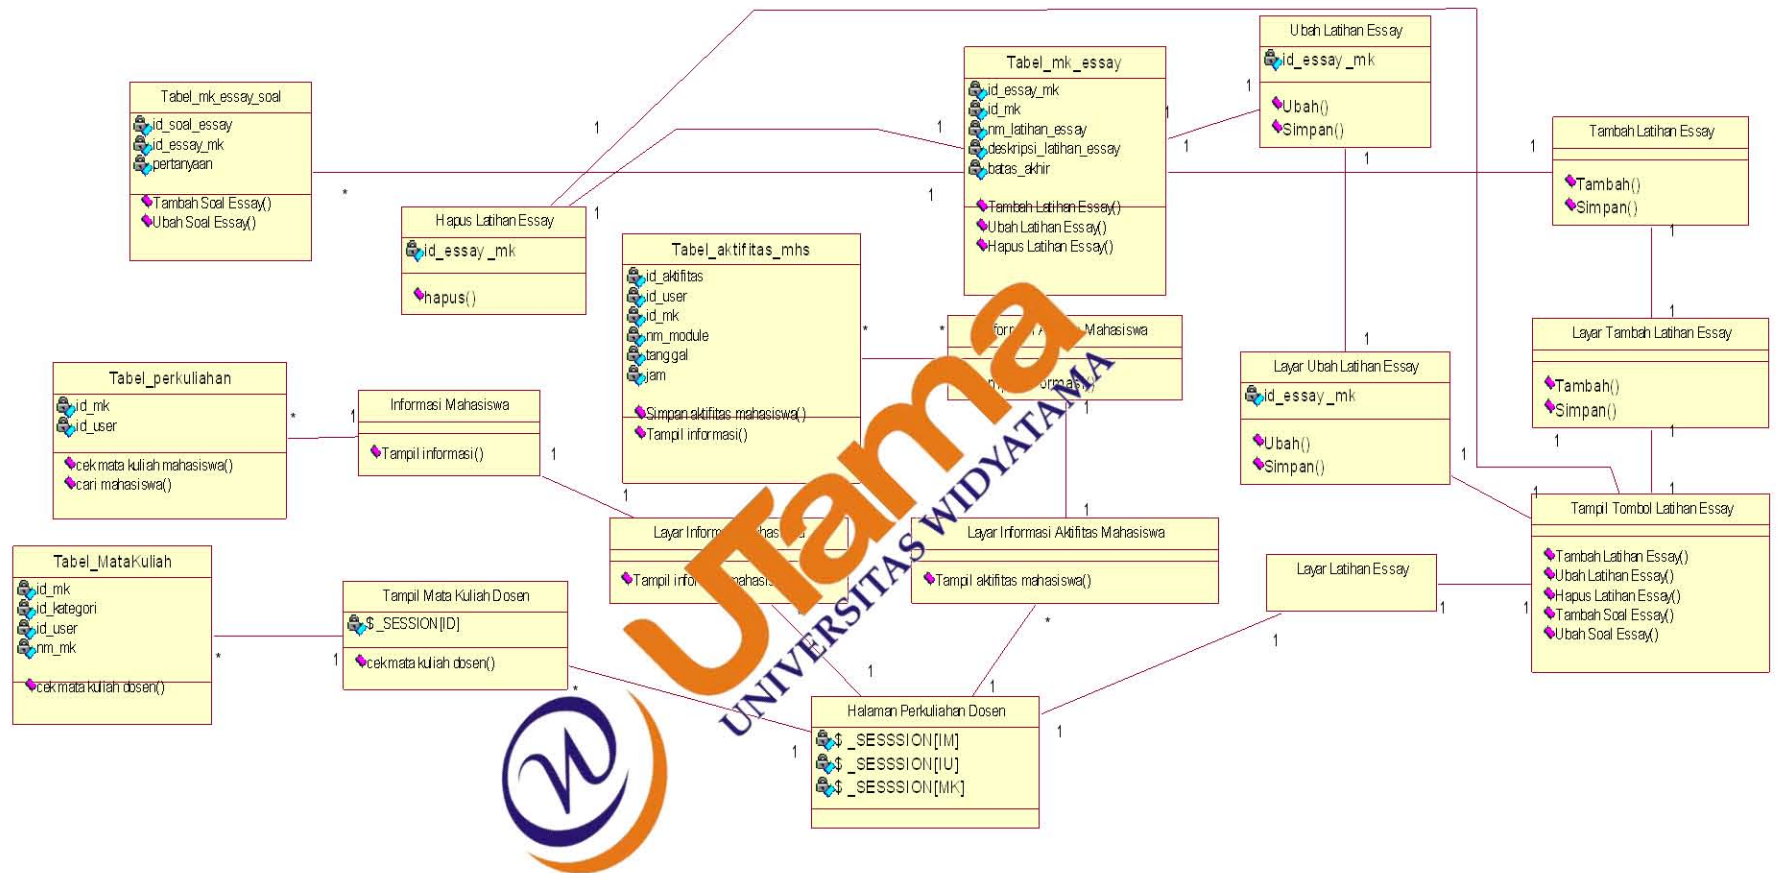 Ubah Latihan Essay
id_essay_mk
Ubah()
Simpan()
Tabel_mk_essay
id_essay_mk
id_mk
nm_latihan_essay
deskripsi_latihan_essay
batas_akhir
Tambah Latihan Essay()
Ubah Latihan Essay()
Hapus Latihan Essay()
Tabel_mk_essay_soal
id_soal_essay
id_essay_mk
pertanyaan
Tambah Soal Essay()
Ubah Soal Essay()
Tambah Latihan Essay
Tambah()
Simpan()
Hapus Latihan Essay
id_essay_mk
hapus()
Tabel_aktifitas_mhs
id_aktifitas
id_user
id_mk
nm_module
tanggal
jam
Simpan aktifitas mahasiswa()
Tampil informasi()
Mahasiswa
Layar Tambah Latihan Essay
Tambah()
Simpan()
Layar Ubah Latihan Essay
id_essay_mk
Ubah()
Simpan()
Tabel_perkuliahan
id_mk
id_user
cek mata kuliah mahasiswa()
cari mahasiswa()
Informasi Mahasiswa
Tampil informasi()
Layar
Tampil
Layar Informasi Aktifitas Mahasiswa
Tampil aktifitas mahasiswa()
Tampil Tombol Latihan Essay
Tambah Latihan Essay()
Ubah Latihan Essay()
Hapus Latihan Essay()
Tambah Soal Essay()
Ubah Soal Essay()
Layar Latihan Essay
Tabel_MataKuliah
id_mk
id_kategori
id_user
nm_mk
cek mata kuliah dosen()
Tampil Mata Kuliah Dosen
$_SESSION[ID]
cek mata kuliah dosen()
Halaman Perkuliahan Dosen
$_SESSSION[IM]
$_SESSSION[IU]
$_SESSSION[MK]
UTama
UNIVERSITAS WIDYATAMA